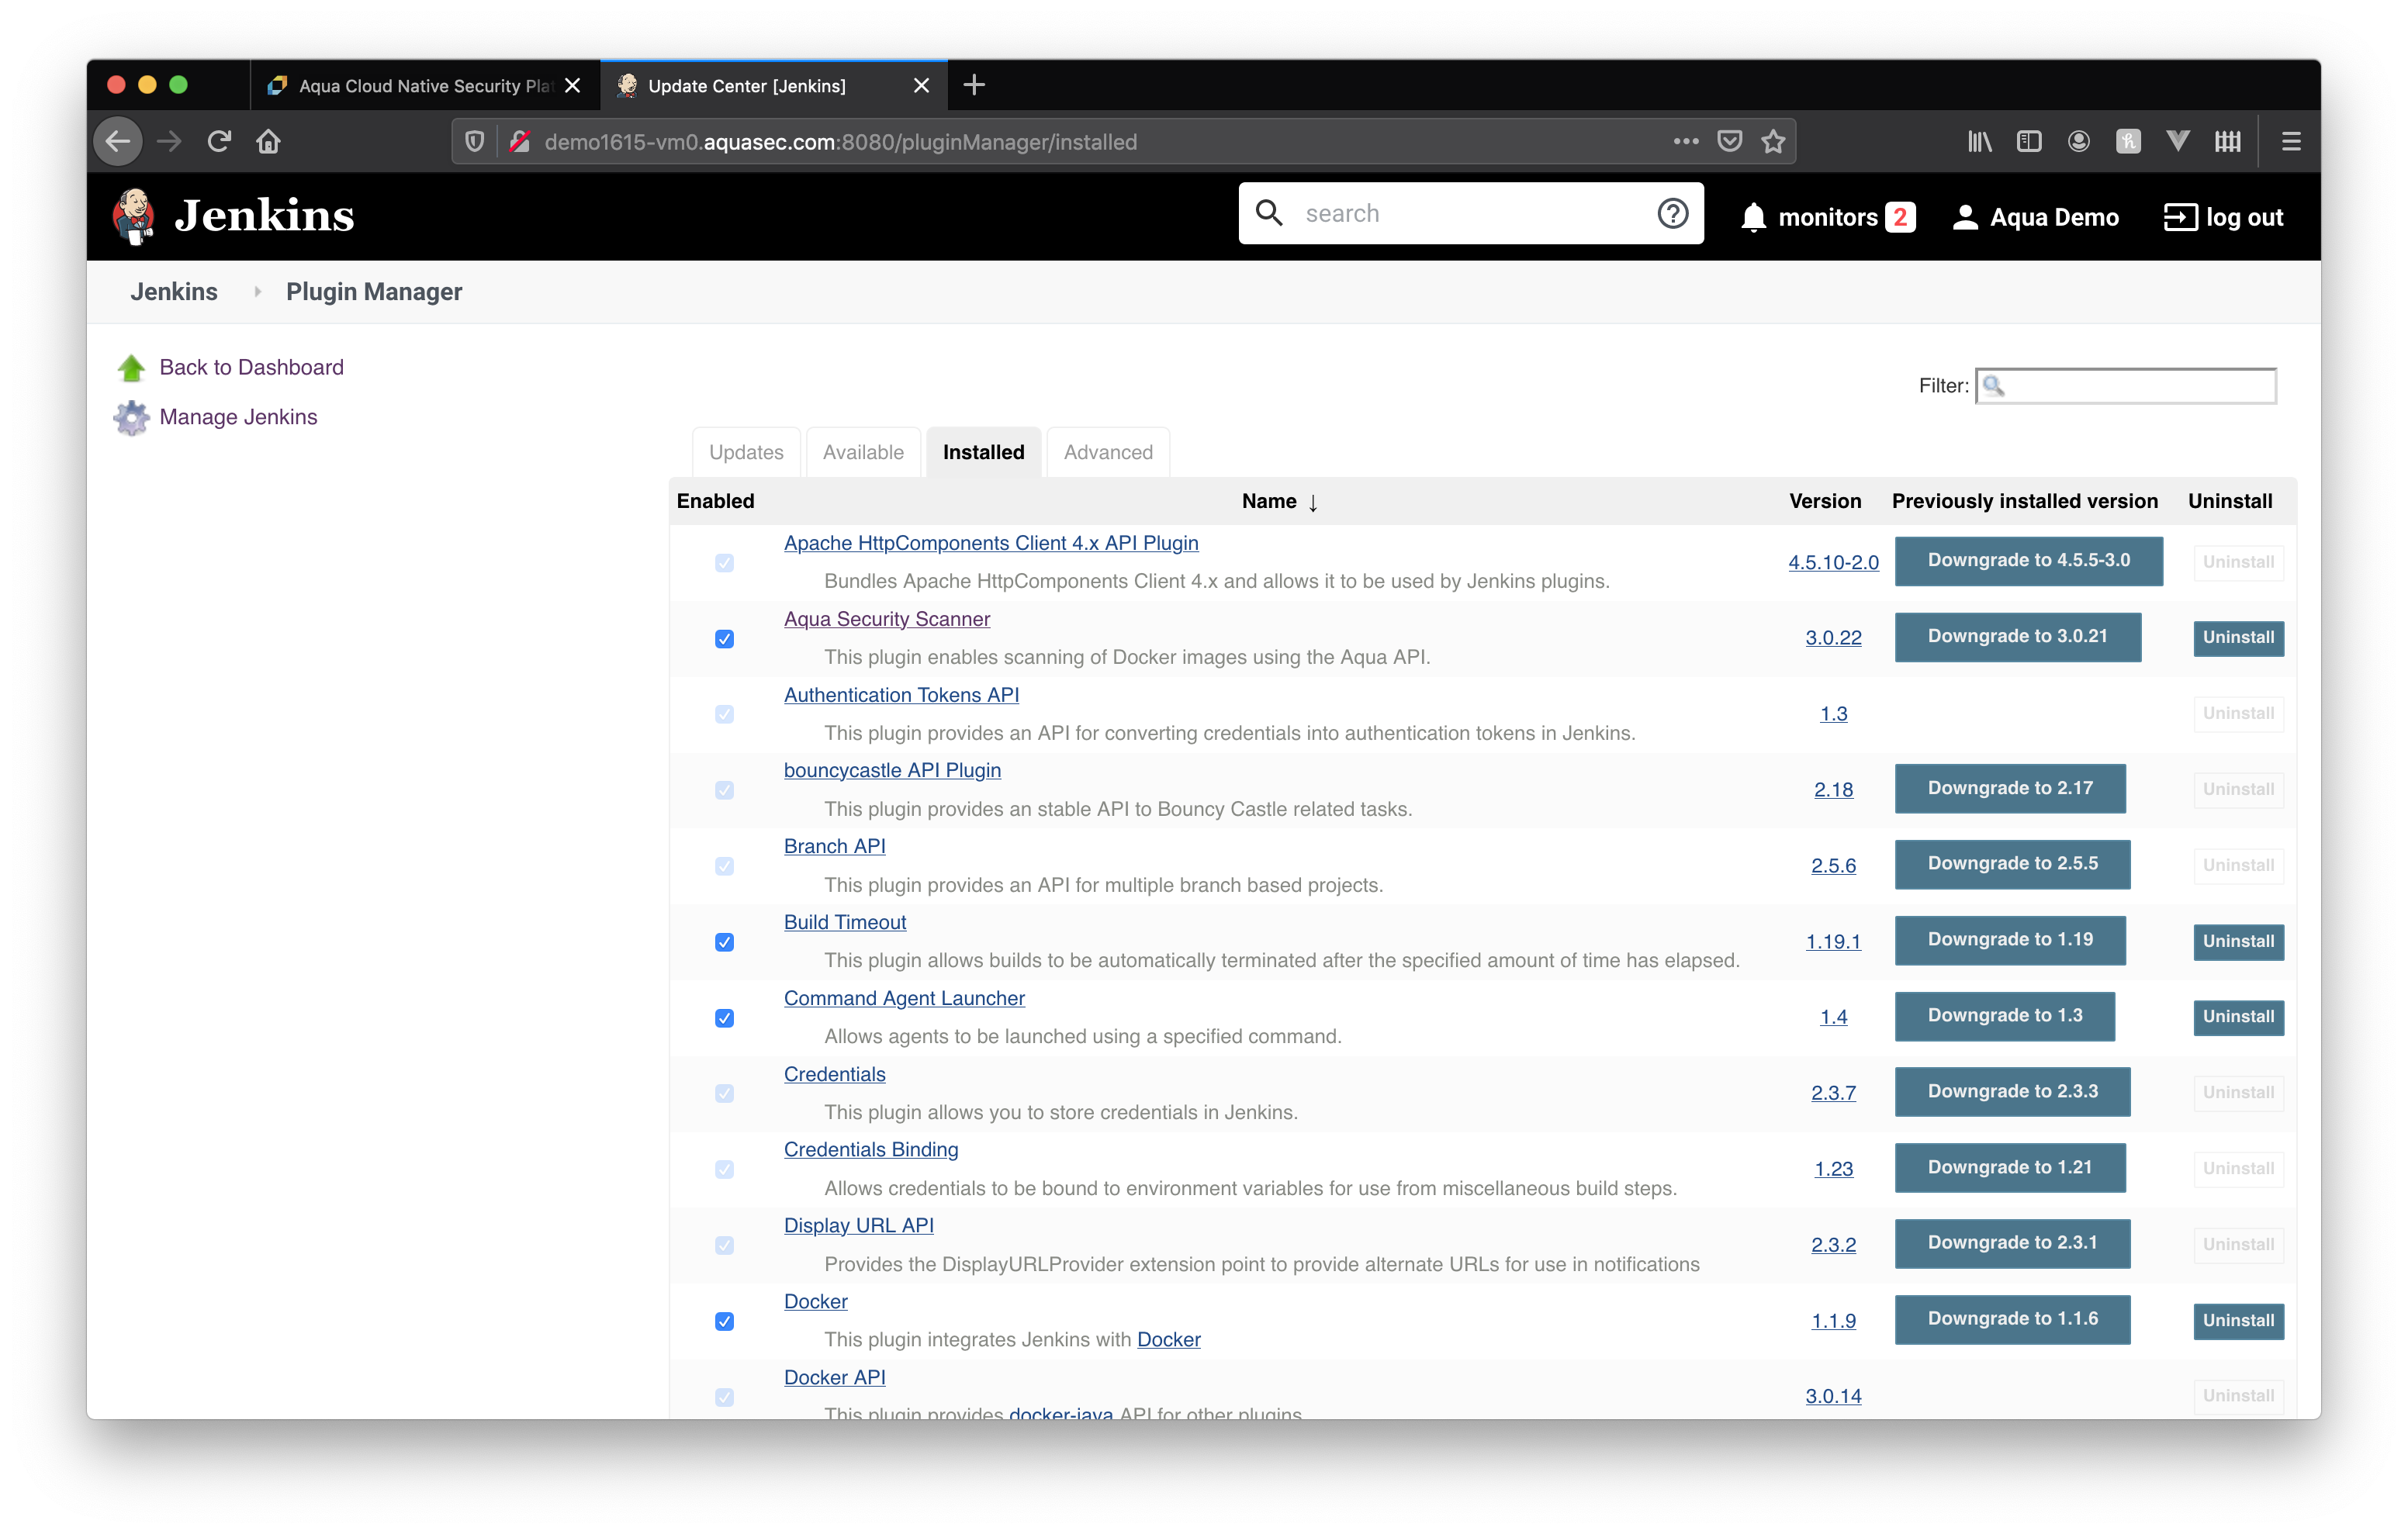 Aqua Cloud Native Security Plat
Update Center [Jenkins]
demo1615-vm0.aquasec.com:8080/pluginManager/installed
Jenkins
search
monitors 2
Aqua Demo
log out
Jenkins
Plugin Manager
Back to Dashboard
Manage Jenkins
Filter:
Updates Available Installed Advanced
Enabled Name ↓ Version Previously installed version Uninstall
Apache HttpComponents Client 4.x API Plugin
Bundles Apache HttpComponents Client 4.x and allows it to be used by Jenkins plugins.
4.5.10-2.0 Downgrade to 4.5.5-3.0 Uninstall
Aqua Security Scanner
This plugin enables scanning of Docker images using the Aqua API.
3.0.22 Downgrade to 3.0.21 Uninstall
Authentication Tokens API
This plugin provides an API for converting credentials into authentication tokens in Jenkins.
1.3 Uninstall
bouncycastle API Plugin
This plugin provides an stable API to Bouncy Castle related tasks.
2.18 Downgrade to 2.17 Uninstall
Branch API
This plugin provides an API for multiple branch based projects.
2.5.6 Downgrade to 2.5.5 Uninstall
Build Timeout
This plugin allows builds to be automatically terminated after the specified amount of time has elapsed.
1.19.1 Downgrade to 1.19 Uninstall
Command Agent Launcher
Allows agents to be launched using a specified command.
1.4 Downgrade to 1.3 Uninstall
Credentials
This plugin allows you to store credentials in Jenkins.
2.3.7 Downgrade to 2.3.3 Uninstall
Credentials Binding
Allows credentials to be bound to environment variables for use from miscellaneous build steps.
1.23 Downgrade to 1.21 Uninstall
Display URL API
Provides the DisplayURLProvider extension point to provide alternate URLs for use in notifications
2.3.2 Downgrade to 2.3.1 Uninstall
Docker
This plugin integrates Jenkins with Docker
1.1.9 Downgrade to 1.1.6 Uninstall
Docker API
This plugin provides docker-java API for other plugins
3.0.14 Uninstall